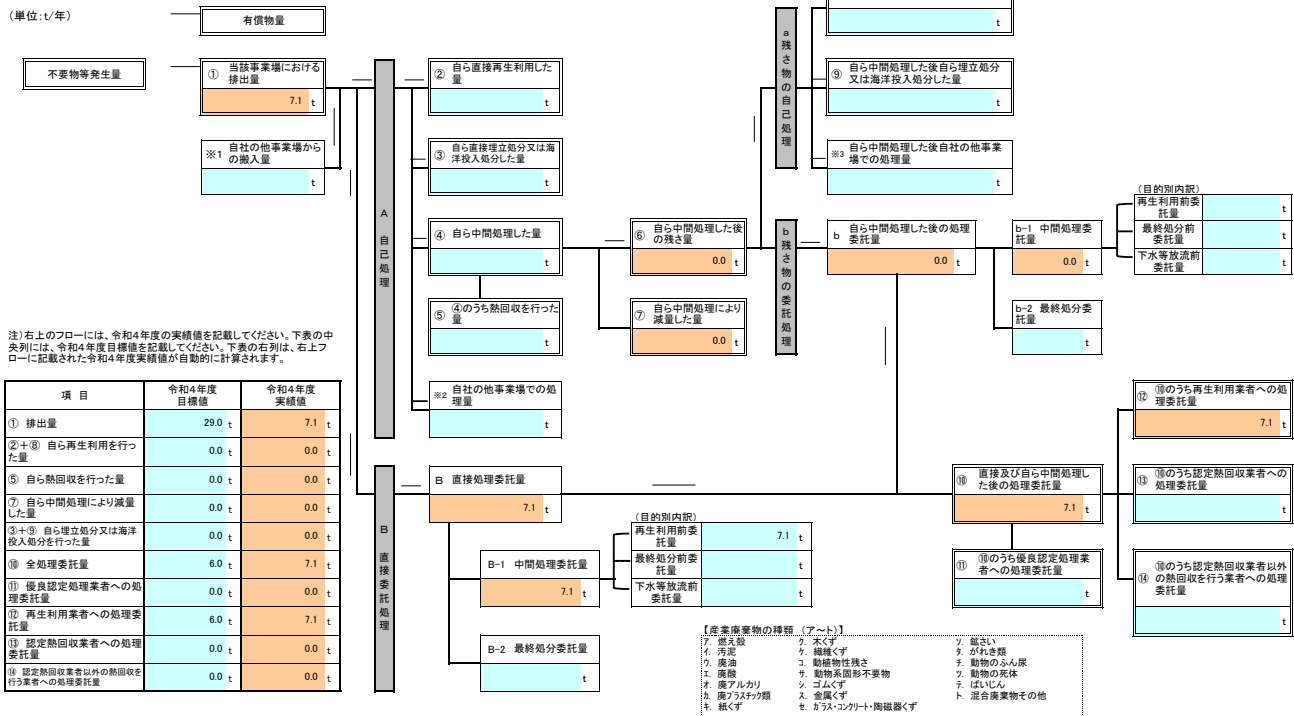 (単位:t/年)
有償物量
不要物等発生量
① 当該事業場における
排出量
7.1 t
※1 自社の他事業場から
の搬入量
t
A
自己処理
② 自ら直接再生利用した
量
t
③ 自ら直接埋立処分又は海
洋投入処分した量
t
④ 自ら中間処理した量
t
⑤ ④のうち熱回収を行った
量
t
※2 自社の他事業場での処
理量
t
⑥ 自ら中間処理した後
の残さ量
0.0 t
⑦ 自ら中間処理により
減量した量
0.0 t
a
残さ物の自己処理
t
⑨ 自ら中間処理した後自ら埋立処分
又は海洋投入処分した量
t
※3 自ら中間処理した後自社の他事業
場での処理量
t
b
残さ物の委託処理
b 自ら中間処理した後の処理
委託量
0.0 t
b-1 中間処理委
託量
0.0 t
(目的別内訳)
再生利用前委
託量 t
最終処分前
委託量 t
下水等放流前
委託量 t
b-2 最終処分委
託量
t
注)右上のフローには、令和4年度の実績値を記載してください。下表の中
央列には、令和4年度目標値を記載してください。下表の右列は、右上フ
ローに記載された令和4年度実績値が自動的に計算されます。
項 目 令和4年度
目標値 令和4年度
実績値
① 排出量 29.0 t 7.1 t
②+⑧ 自ら再生利用を行っ
た量 0.0 t 0.0 t
⑤ 自ら熱回収を行った量 0.0 t 0.0 t
⑦ 自ら中間処理により減量
した量 0.0 t 0.0 t
③+⑨ 自ら埋立処分又は海洋
投入処分を行った量 0.0 t 0.0 t
⑩ 全処理委託量 6.0 t 7.1 t
⑪ 優良認定処理業者への処
理委託量 0.0 t 0.0 t
⑫ 再生利用業者への処理委
託量 6.0 t 7.1 t
⑬ 認定熱回収業者への処理
委託量 0.0 t 0.0 t
⑭ 認定熱回収業者以外の熱回収を
行う業者への処理委託量 0.0 t 0.0 t
B
直接委託処理
B 直接処理委託量
7.1 t
B-1 中間処理委託量
7.1 t
(目的別内訳)
再生利用前委
託量 7.1 t
最終処分前委
託量 t
下水等放流前
委託量 t
B-2 最終処分委託量
t
⑩ 直接及び自ら中間処理し
た後の処理委託量
7.1 t
⑪ ⑩のうち優良認定処理業
者への処理委託量
t
⑫ ⑩のうち再生利用業者への処
理委託量
7.1 t
⑬ ⑩のうち認定熱回収業者への
処理委託量
t
⑭ ⑩のうち認定熱回収業者以外
の熱回収を行う業者への処理
委託量
t
【産業廃棄物の種類 (ア~ト)】
ア. 燃え殻 ク. 木くず ソ. 鉱さい
イ. 汚泥 ケ. 繊維くず タ. がれき類
ウ. 廃油 コ. 動植物性残さ チ. 動物のふん尿
エ. 廃酸 サ. 動物系固形不要物 ツ. 動物の死体
オ. 廃アルカリ シ. ゴムくず テ. ばいじん
カ. 廃プラスチック類 ス. 金属くず ト. 混合廃棄物その他
キ. 紙くず セ. ガラス・コンクリート・陶磁器くず